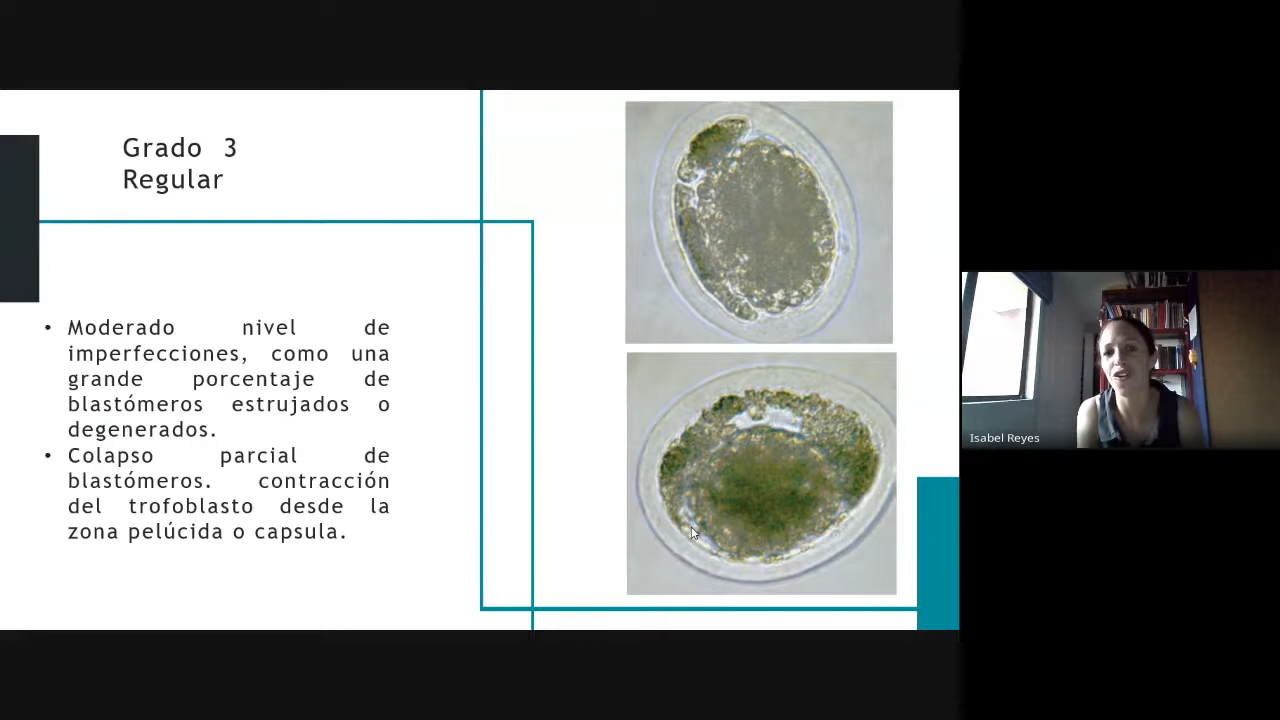 Grado 3
Regular
• Moderado nivel de
imperfecciones, como una
grande porcentaje de
blastómeros estrujados o
degenerados.
• Colapso parcial de
blastómeros. contracción
del trofoblasto desde la
zona pelúcida o capsula.
Isabel Reyes